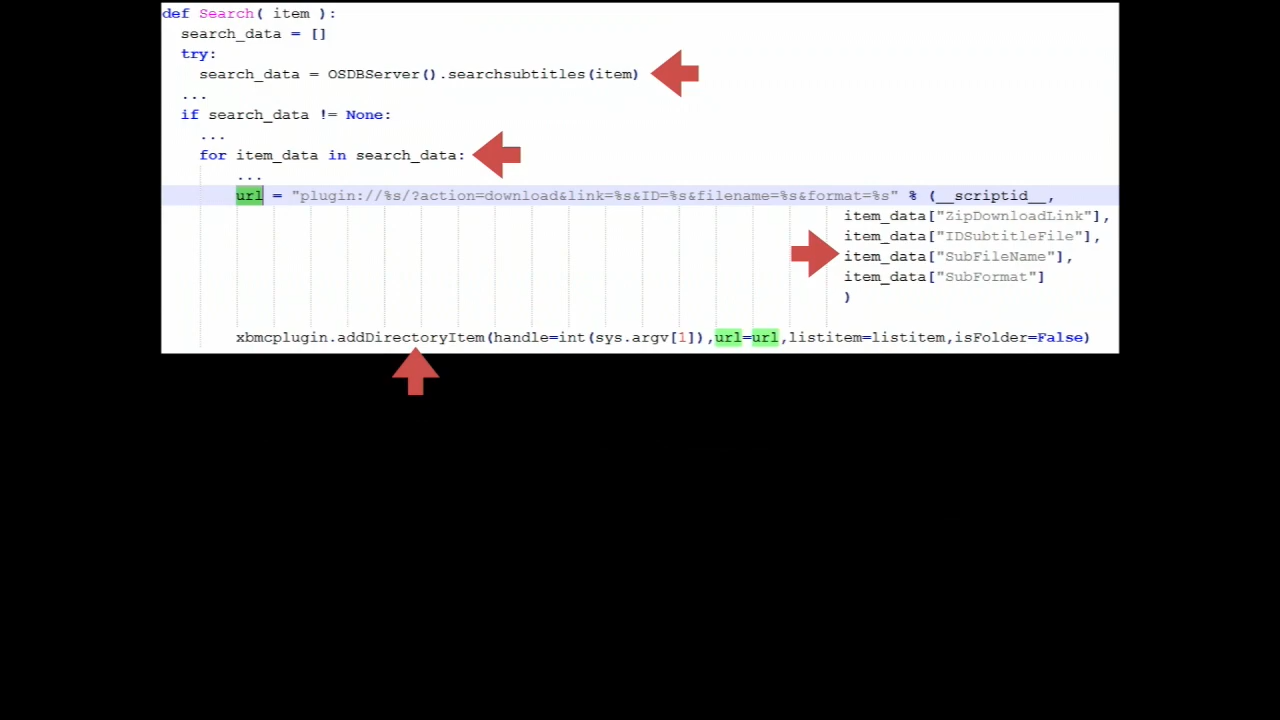 def Search( item ):
search_data = []
try:
search_data = OSDBServer().searchsubtitles(item)
...
if search_data != None:
...
for item_data in search_data:
...
url = "plugin://%s/?action=download&link=%s&ID=%s&filename=%s&format=%s" % (__scriptid__,
item_data["ZipDownloadLink"],
item_data["IDSubtitleFile"],
item_data["SubFileName"],
item_data["SubFormat"]
)
xbmcplugin.addDirectoryItem(handle=int(sys.argv[1]),url=url,listitem=listitem,isFolder=False)